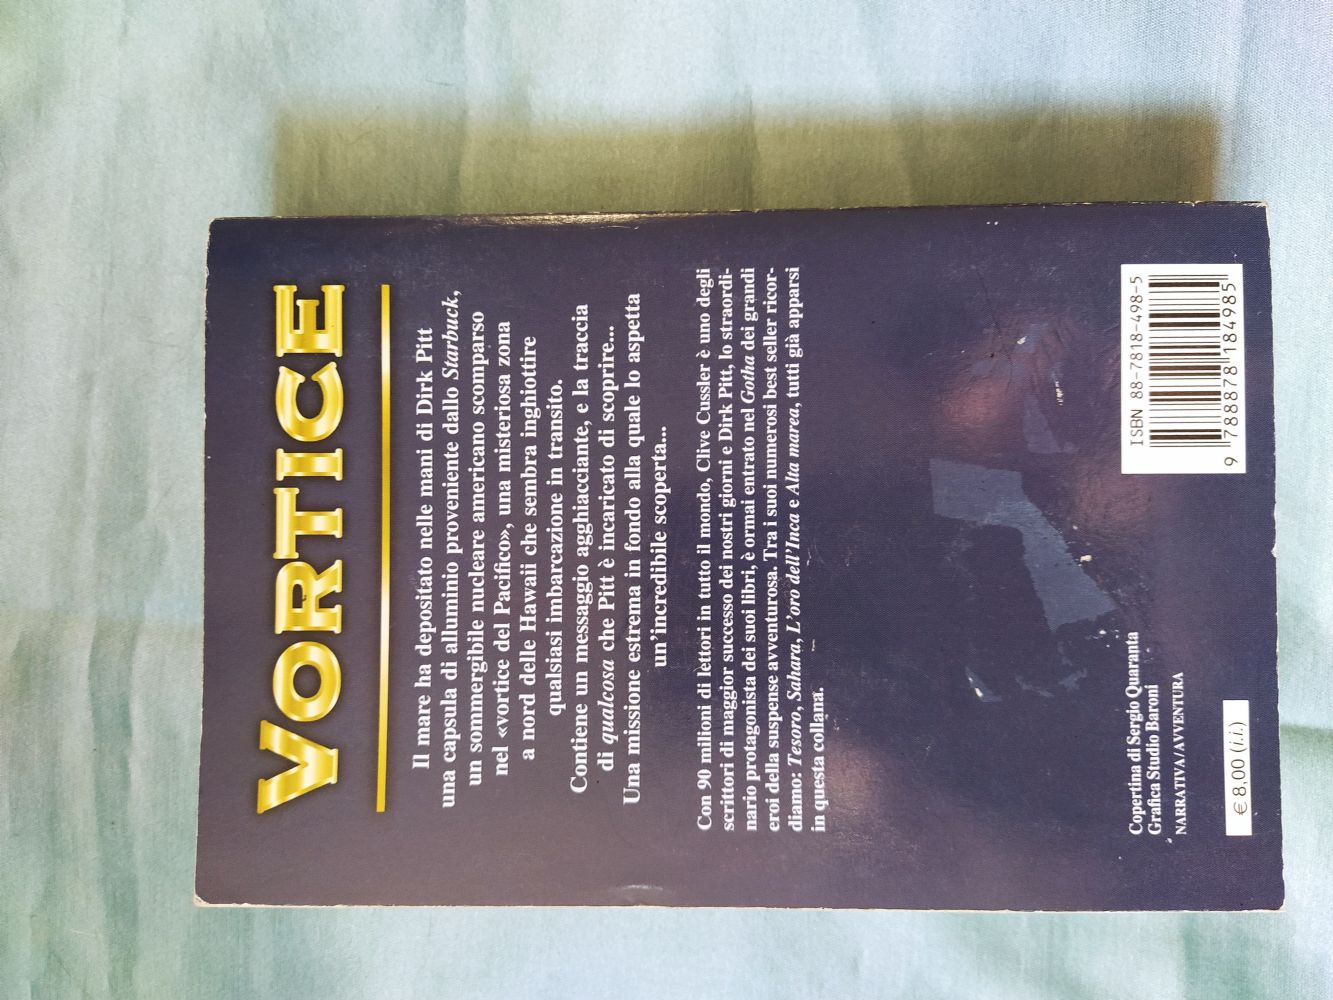 VORTICE
Il mare ha depositato nelle mani di Dirk Pitt
una capsula di alluminio proveniente dallo Starbuck,
un sommergibile nucleare americano scomparso
nel «vortice del Pacifico», una misteriosa zona
a nord delle Hawaii che sembra inghiottire
qualsiasi imbarcazione in transito.
Contiene un messaggio agghiacciante, e la traccia
di qualcosa che Pitt è incaricato di scoprire...
Una missione estrema in fondo alla quale lo aspetta
un'incredibile scoperta...
Con 90 milioni di lettori in tutto il mondo, Clive Cussler è uno degli
scrittori di maggior successo dei nostri giorni e Dirk Pitt, lo straordi-
nario protagonista dei suoi libri, è ormai entrato nel Gotha dei grandi
eroi della suspense avventurosa. Tra i suoi numerosi best seller ricor-
diamo: Tesoro, Sahara, L'oro dell'Inca e Alta marea, tutti già apparsi
in questa collana.
Copertina di Sergio Quaranta
Grafica Studio Baroni
NARRATIVA/AVVENTURA
€ 8,00 (i.i.)
ISBN 88-7818-498-5
9 788878 184985